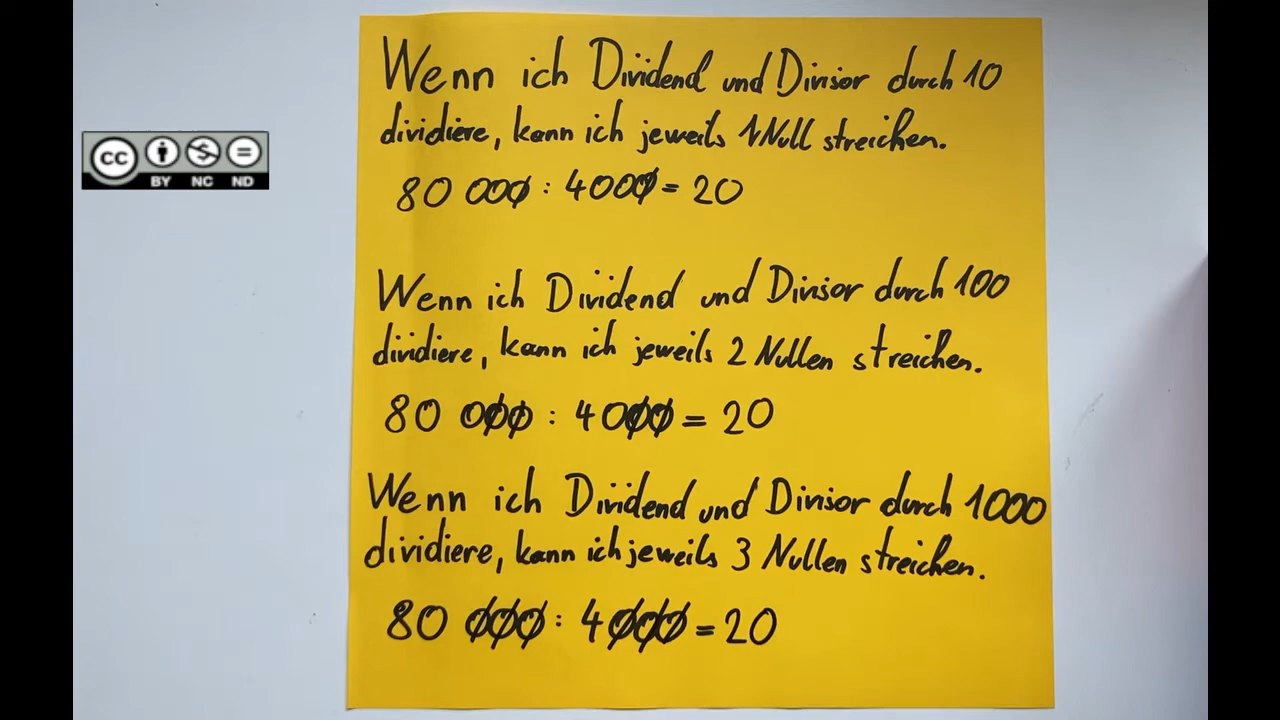 Wenn ich Dividend und Divisor durch 10
dividiere, kann ich jeweils 1 Null streichen.
80 000 : 4000 = 20
CC
BY NC ND
Wenn ich Dividend und Divisor durch 100
dividiere, kann ich jeweils 2 Nullen streichen.
80 000 : 4000 = 20
Wenn ich Dividend und Divisor durch 1000
dividiere, kann ich jeweils 3 Nullen streichen.
80 000 : 4000 = 20